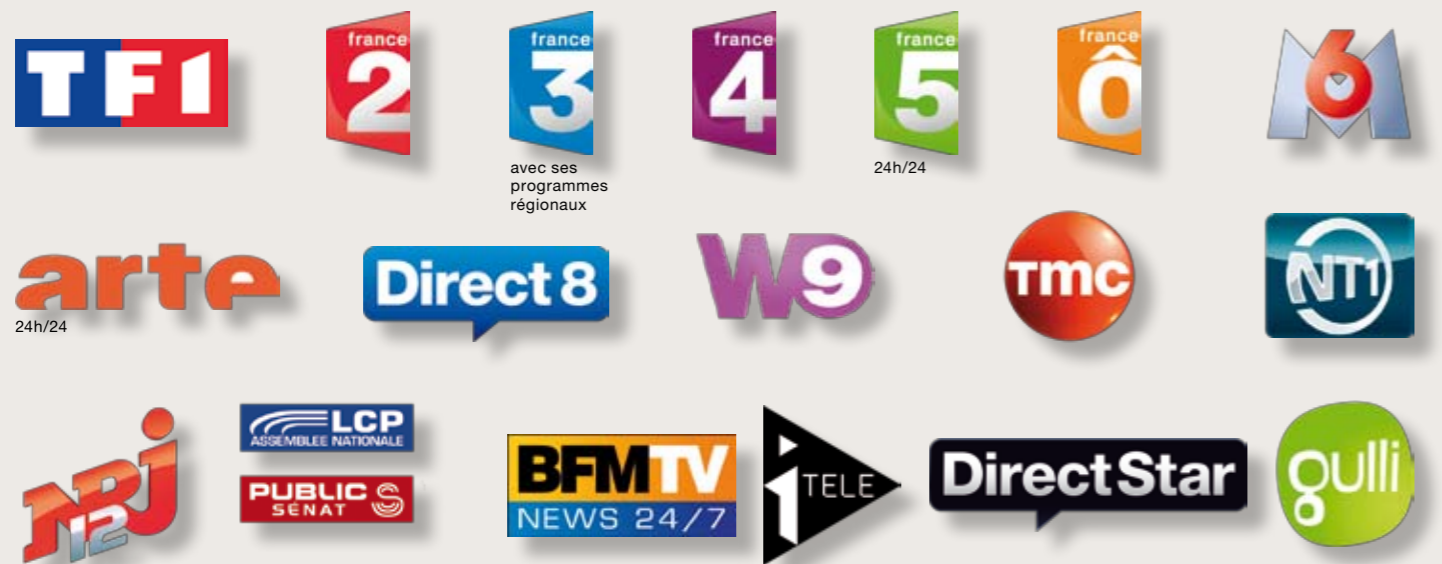 TF1
france
2
france
3
france
4
france
5
france
ô
M6
avec ses
programmes
régionaux
24h/24
arte
24h/24
Direct 8
W9
TMC
NT1
NRJ
12
LCP
ASSEMBLEE NATIONALE
PUBLIC S
SÉNAT
BFMTV
NEWS 24/7
i TELE
DirectStar
gulli